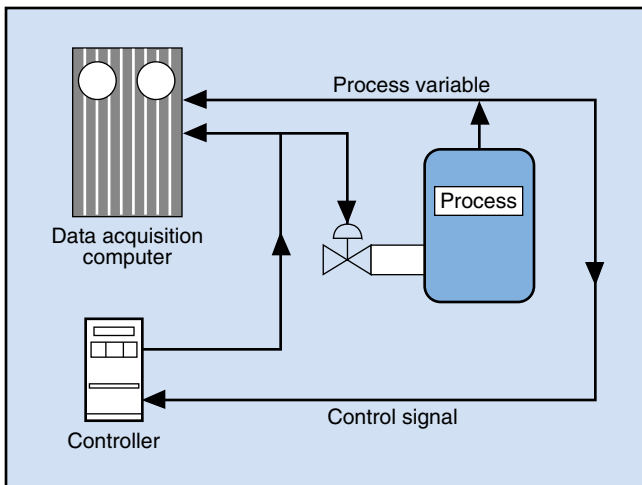 Process variable
Process
Data acquisition
computer
Control signal
Controller